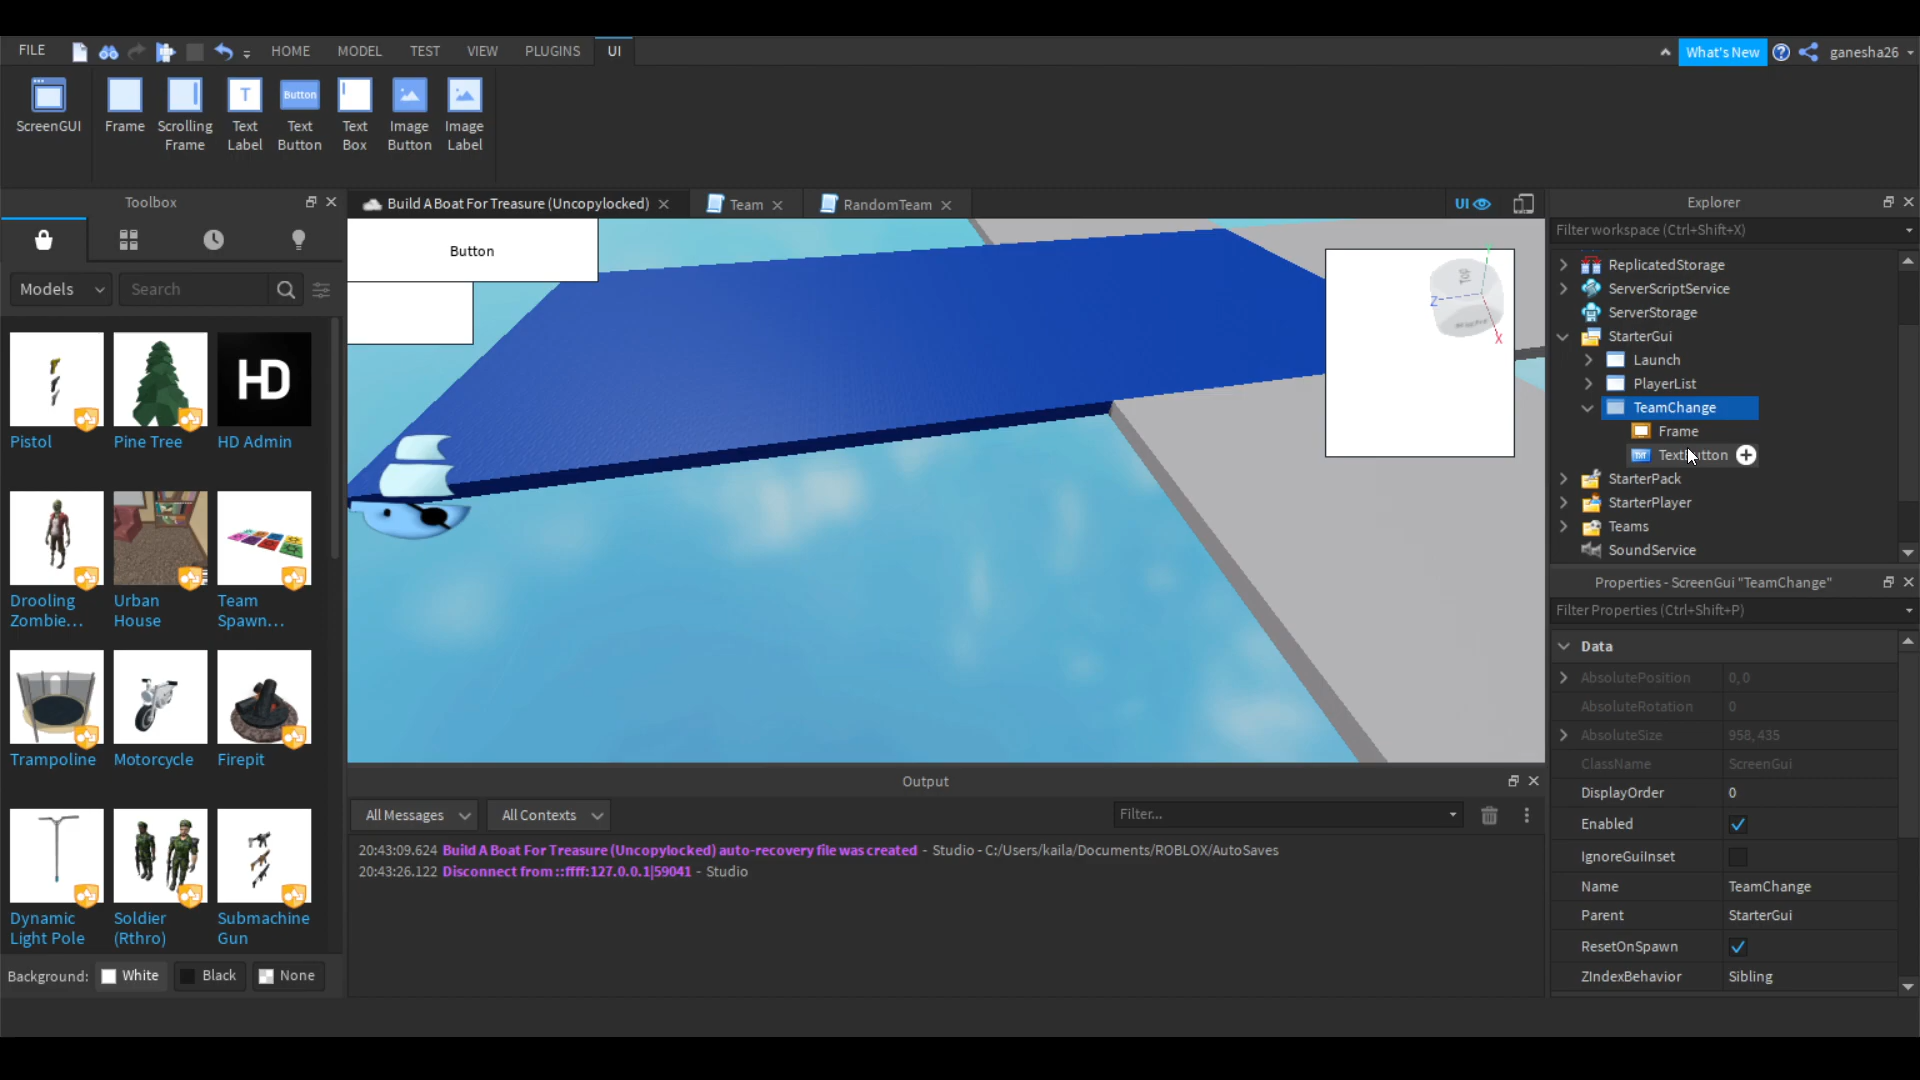 FILE
HOME
MODEL
TEST
VIEW
PLUGINS
UI
What's New
ganesha26
ScreenGUI
Frame
Scrolling
Frame
T
Text
Label
Button
Text
Button
Text
Box
Image
Button
Image
Label
Toolbox
Build A Boat For Treasure (Uncopylocked)
Team
RandomTeam
UI
Models
Search
Pistol
Pine Tree
HD
HD Admin
Drooling
Zombie...
Urban
House
Team
Spawn...
Trampoline
Motorcycle
Firepit
Dynamic
Light Pole
Soldier
(Rthro)
Submachine
Gun
Background:
White
Black
None
Button
TOP
Y
Z
X
Output
All Messages
All Contexts
Filter...
20:43:09.624 Build A Boat For Treasure (Uncopylocked) auto-recovery file was created - Studio - C:/Users/kaila/Documents/ROBLOX/AutoSaves
20:43:26.122 Disconnect from ::ffff:127.0.0.1|59041 - Studio
Explorer
Filter workspace (Ctrl+Shift+X)
ReplicatedStorage
ServerScriptService
ServerStorage
StarterGui
Launch
PlayerList
TeamChange
Frame
TextButton
StarterPack
StarterPlayer
Teams
SoundService
Properties - ScreenGui "TeamChange"
Filter Properties (Ctrl+Shift+P)
Data
AbsolutePosition 0, 0
AbsoluteRotation 0
AbsoluteSize 958, 435
ClassName ScreenGui
DisplayOrder 0
Enabled
IgnoreGuiInset
Name TeamChange
Parent StarterGui
ResetOnSpawn
ZIndexBehavior Sibling